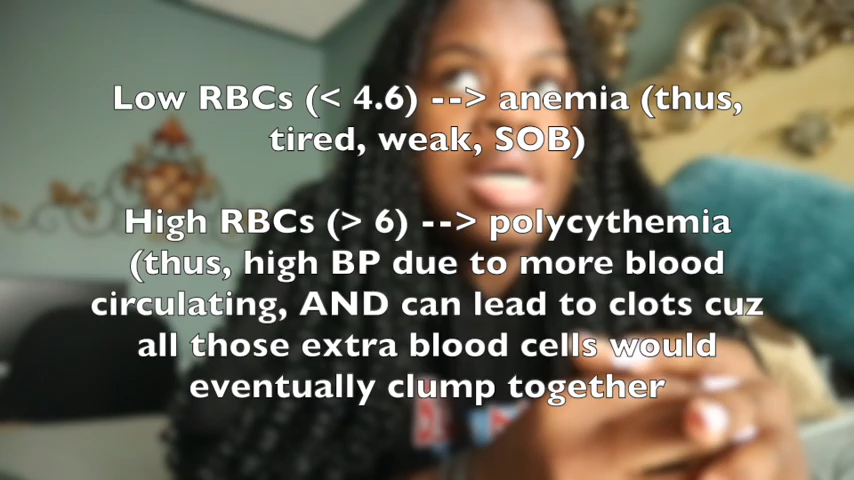 Low RBCs (< 4.6) --> anemia (thus,
tired, weak, SOB)
High RBCs (> 6) --> polycythemia
(thus, high BP due to more blood
circulating, AND can lead to clots cuz
all those extra blood cells would
eventually clump together